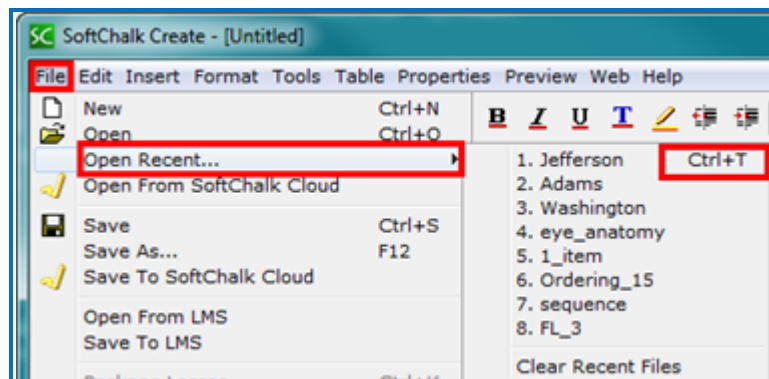 SC SoftChalk Create - [Untitled]
File Edit Insert Format Tools Table Properties Preview Web Help
New Ctrl+N
Open Ctrl+O
Open Recent...
Open From SoftChalk Cloud
Save Ctrl+S
Save As... F12
Save To SoftChalk Cloud
Open From LMS
Save To LMS
B I U T
1. Jefferson Ctrl+T
2. Adams
3. Washington
4. eye_anatomy
5. 1_item
6. Ordering_15
7. sequence
8. FL_3
Clear Recent Files